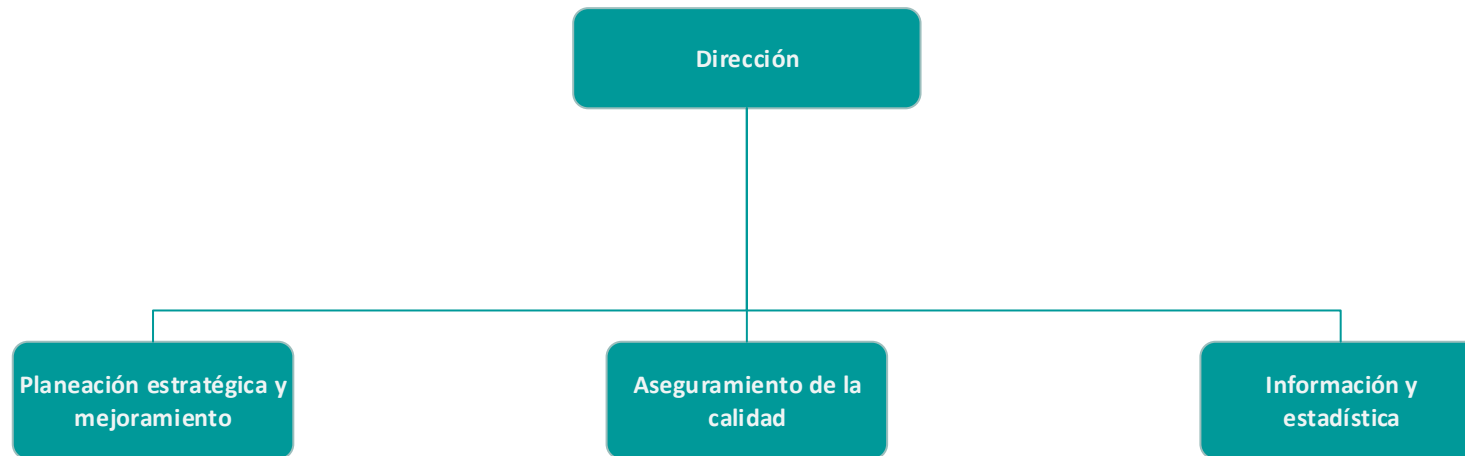 Dirección
Planeación estratégica y
mejoramiento
Aseguramiento de la
calidad
Información y
estadística